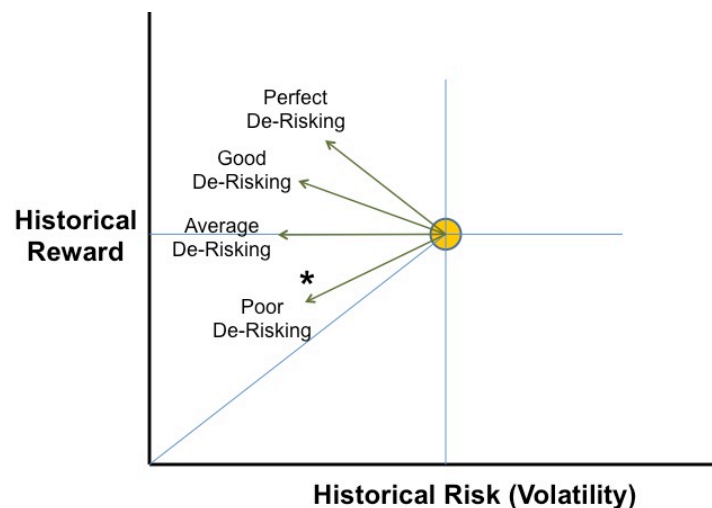 Perfect
De-Risking
Good
De-Risking
Historical
Reward
Average
De-Risking
*
Poor
De-Risking
Historical Risk (Volatility)